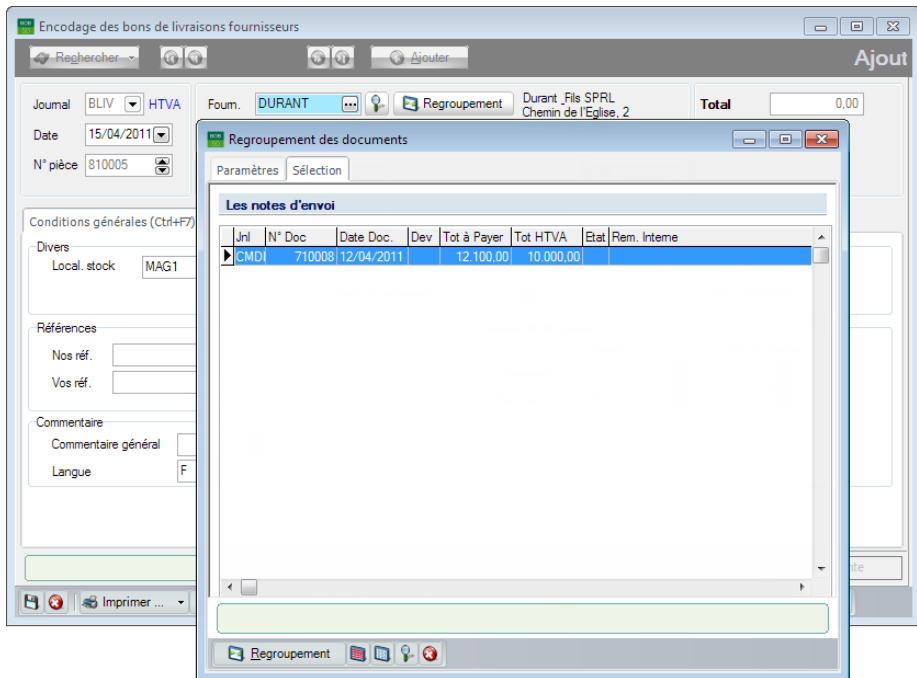 Encodage des bons de livraisons fournisseurs
Rechercher
Ajouter
Ajout
Journal BLIV HTVA Fourn. DURANT ... Regroupement Durant ,Fils SPRL Total 0,00
Chemin de l'Eglise, 2
Date 15/04/2011
N° pièce 810005
Regroupement des documents
Paramètres Sélection
Les notes d'envoi
Jnl N° Doc Date Doc. Dev Tot à Payer Tot HTVA Etat Rem. Interne
CMDI 710008 12/04/2011 12.100,00 10.000,00
Conditions générales (Ctrl+F7)
Divers
Local. stock MAG1
Références
Nos réf.
Vos réf.
Commentaire
Commentaire général
Langue F
Imprimer ...
Regroupement